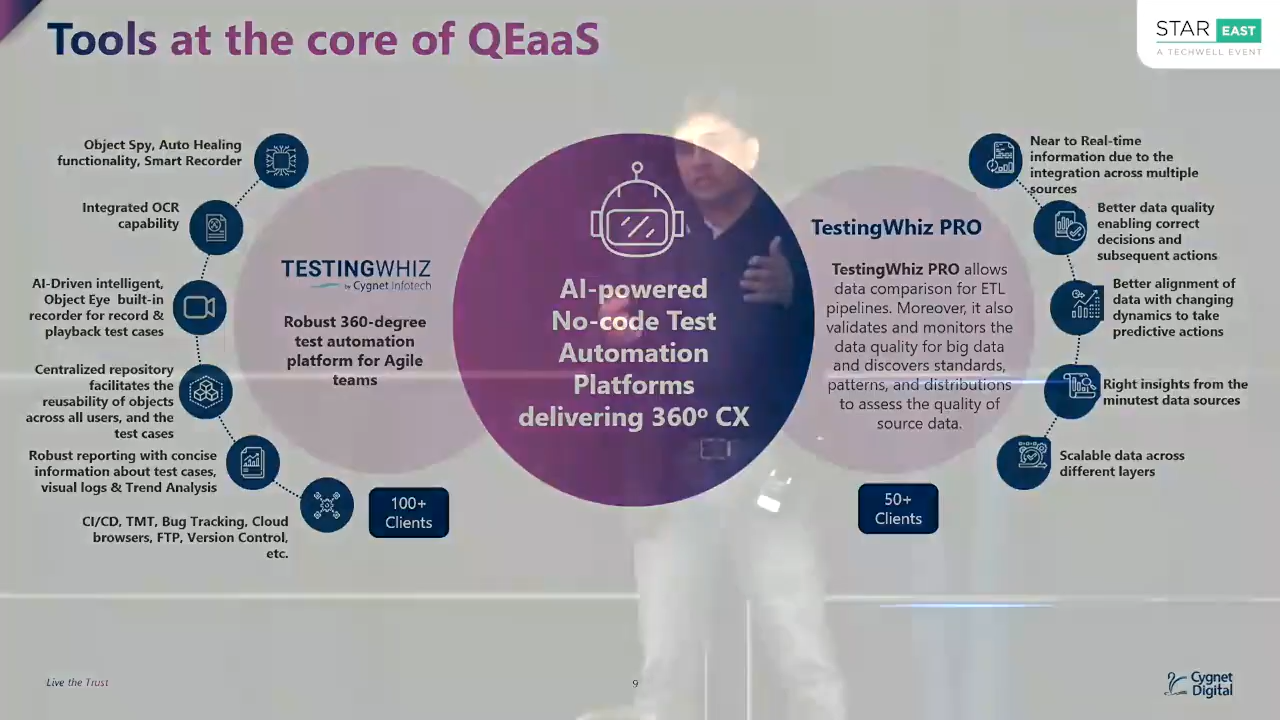 Tools at the core of QEaaS
STAR EAST
A TECHWELL EVENT
Object Spy, Auto Healing
functionality, Smart Recorder
Integrated OCR
capability
AI-Driven intelligent,
Object Eye built-in
recorder for record &
playback test cases
Centralized repository
facilitates the
reusability of objects
across all users, and the
test cases
Robust reporting with concise
information about test cases,
visual logs & Trend Analysis
CI/CD, TMT, Bug Tracking, Cloud
browsers, FTP, Version Control,
etc.
TESTINGWHIZ
by Cygnet Infotech
Robust 360-degree
test automation
platform for Agile
teams
100+
Clients
AI-powered
No-code Test
Automation
Platforms
delivering 360º CX
TestingWhiz PRO
TestingWhiz PRO allows
data comparison for ETL
pipelines. Moreover, it also
validates and monitors the
data quality for big data
and discovers standards,
patterns, and distributions
to assess the quality of
source data.
50+
Clients
Near to Real-time
information due to the
integration across multiple
sources
Better data quality
enabling correct
decisions and
subsequent actions
Better alignment of
data with changing
dynamics to take
predictive actions
Right insights from the
minutest data sources
Scalable data across
different layers
Live the Trust
9
Cygnet
Digital